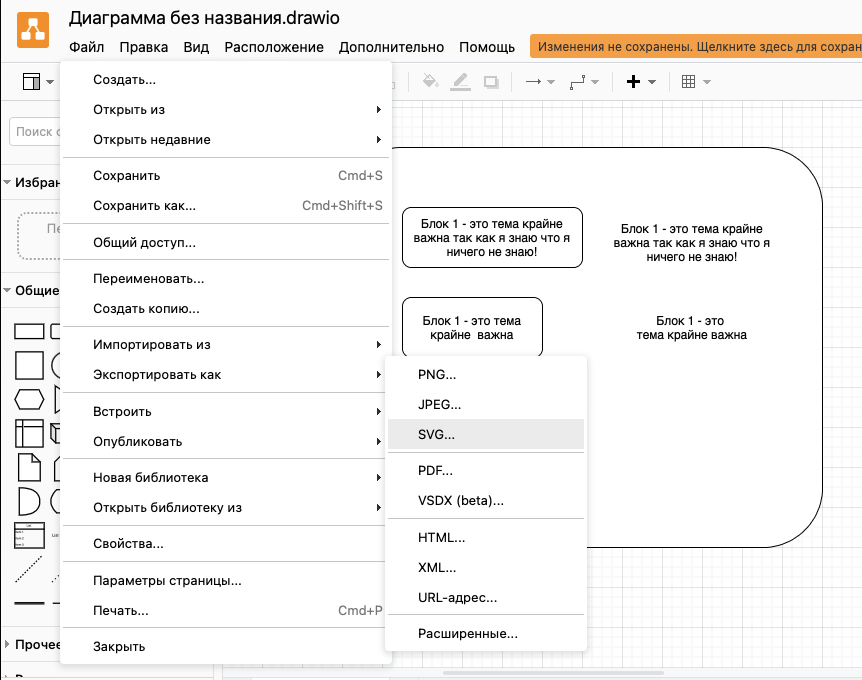 Диаграмма без названия.drawio
Файл Правка Вид Расположение Дополнительно Помощь
Изменения не сохранены. Щелкните здесь для
Поиск
Создать...
Открыть из
Открыть недавние
Сохранить Cmd+S
Сохранить как... Cmd+Shift+S
Общий доступ...
Переименовать...
Создать копию...
Импортировать из
Экспортировать как
Встроить
Опубликовать
Новая библиотека
Открыть библиотеку из
Свойства...
Параметры страницы...
Печать... Cmd+P
Закрыть
Общие
Прочее
PNG...
JPEG...
SVG...
PDF...
VSDX (beta)...
HTML...
XML...
URL-адрес...
Расширенные...
Блок 1 - это тема крайне
важна так как я знаю что я
ничего не знаю!
Блок 1 - это тема крайне
важна так как я знаю что я
ничего не знаю!
Блок 1 - это тема
крайне важна
Блок 1 - это
тема крайне важна